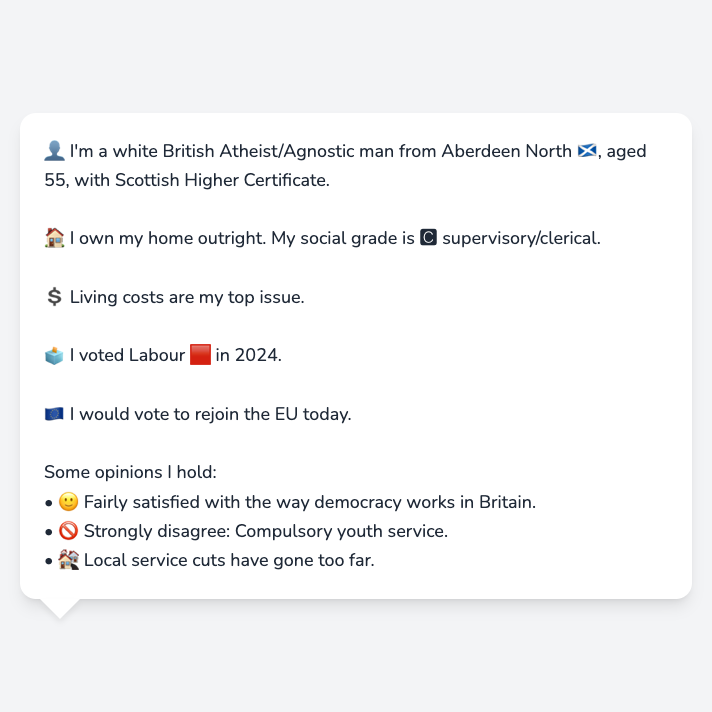 👤 I'm a white British Atheist/Agnostic man from Aberdeen North 🏴󠁧󠁢󠁳󠁣󠁴󠁿, aged
55, with Scottish Higher Certificate.
🏠 I own my home outright. My social grade is 🅲 supervisory/clerical.
💲 Living costs are my top issue.
🗳️ I voted Labour 🟥 in 2024.
🇪🇺 I would vote to rejoin the EU today.
Some opinions I hold:
• 🙂 Fairly satisfied with the way democracy works in Britain.
• 🚫 Strongly disagree: Compulsory youth service.
• 🏚️ Local service cuts have gone too far.